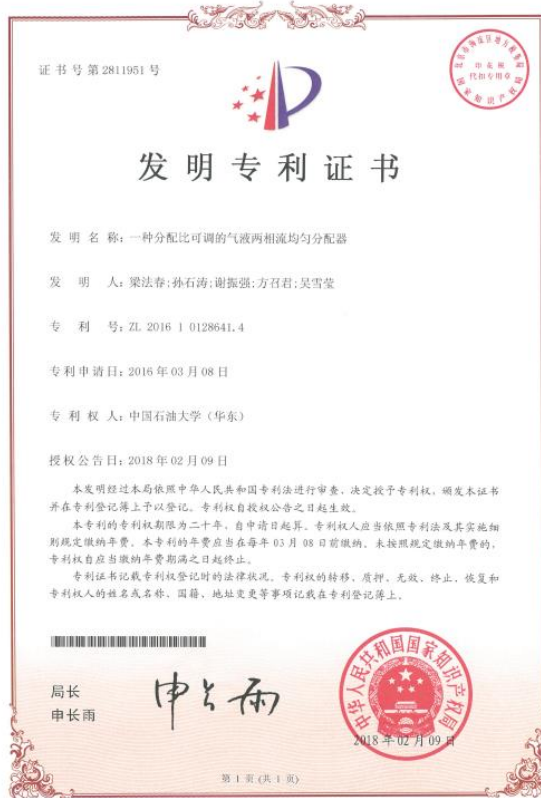 证书号第2811951号
印花税
代扣专用章
国家知识产权局
发明专利证书
发 明 名 称：一种分配比可调的气液两相流均匀分配器
发 明 人：梁法春;孙石涛;谢振强;方召君;吴雪莹
专 利 号：ZL 2016 1 0128641.4
专利申请日：2016年03月08日
专 利 权 人：中国石油大学（华东）
授权公告日：2018年02月09日
本发明经过本局依照中华人民共和国专利法进行审查，决定授予专利权，颁发本证书
并在专利登记簿上予以登记。专利权自授权公告之日起生效。
本专利的专利权期限为二十年，自申请日起算。专利权人应当依照专利法及其实施细
则规定缴纳年费。本专利的年费应当在每年03月08日前缴纳。未按照规定缴纳年费的，
专利权自应当缴纳年费期满之日起终止。
专利证书记载专利权登记时的法律状况。专利权的转移、质押、无效、终止、恢复和
专利权人的姓名或名称、国籍、地址变更等事项记载在专利登记簿上。
局长
申长雨
申长雨
中华人民共和国国家知识产权局
2018年02月09日
第 1 页 (共 1 页)